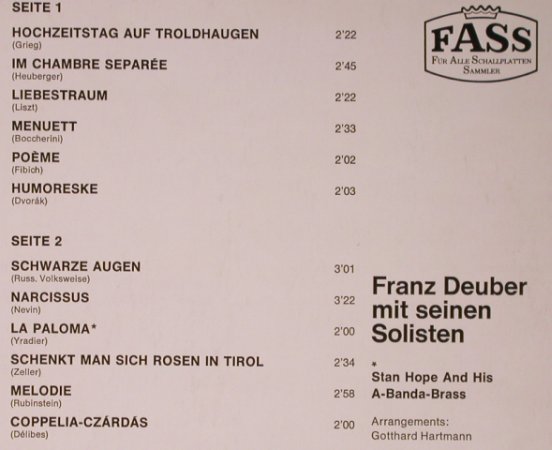 SEITE 1
HOCHZEITSTAG AUF TROLDHAUGEN 2'22
(Grieg)
IM CHAMBRE SEPARÉE 2'45
(Heuberger)
LIEBESTRAUM 2'22
(Liszt)
MENUETT 2'33
(Boccherini)
POÈME 2'02
(Fibich)
HUMORESKE 2'03
(Dvorák)
SEITE 2
SCHWARZE AUGEN 3'01
(Russ. Volksweise)
NARCISSUS 3'22
(Nevin)
LA PALOMA* 2'00
(Yradier)
SCHENKT MAN SICH ROSEN IN TIROL 2'34
(Zeller)
MELODIE 2'58
(Rubinstein)
COPPELIA-CZÁRDÁS 2'00
(Délibes)
FASS
FÜR ALLE SCHALLPLATTEN
SAMMLER
Franz Deuber
mit seinen
Solisten
*
Stan Hope And His
A-Banda-Brass
Arrangements:
Gotthard Hartmann